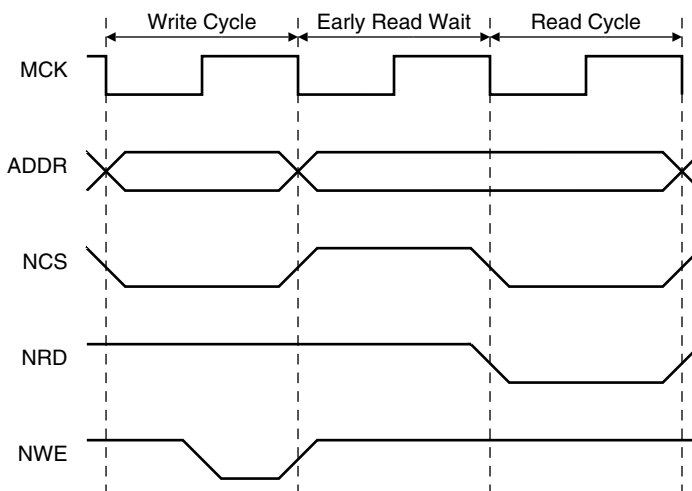 Write Cycle Early Read Wait Read Cycle
MCK
ADDR
NCS
NRD
NWE